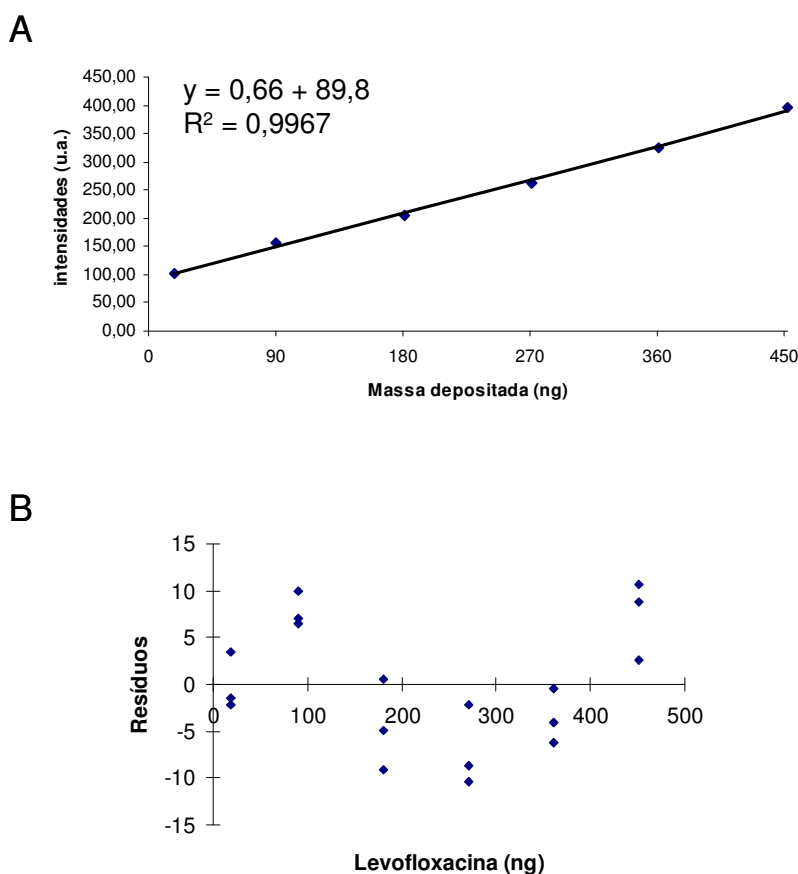 A
y = 0,66 + 89,8
R² = 0,9967
intensidades (u.a.)
450,00
400,00
350,00
300,00
250,00
200,00
150,00
100,00
50,00
0,00
0 90 180 270 360 450
Massa depositada (ng)
B
Resíduos
15
10
5
0
-5
-10
-15
0 100 200 300 400 500
Levofloxacina (ng)